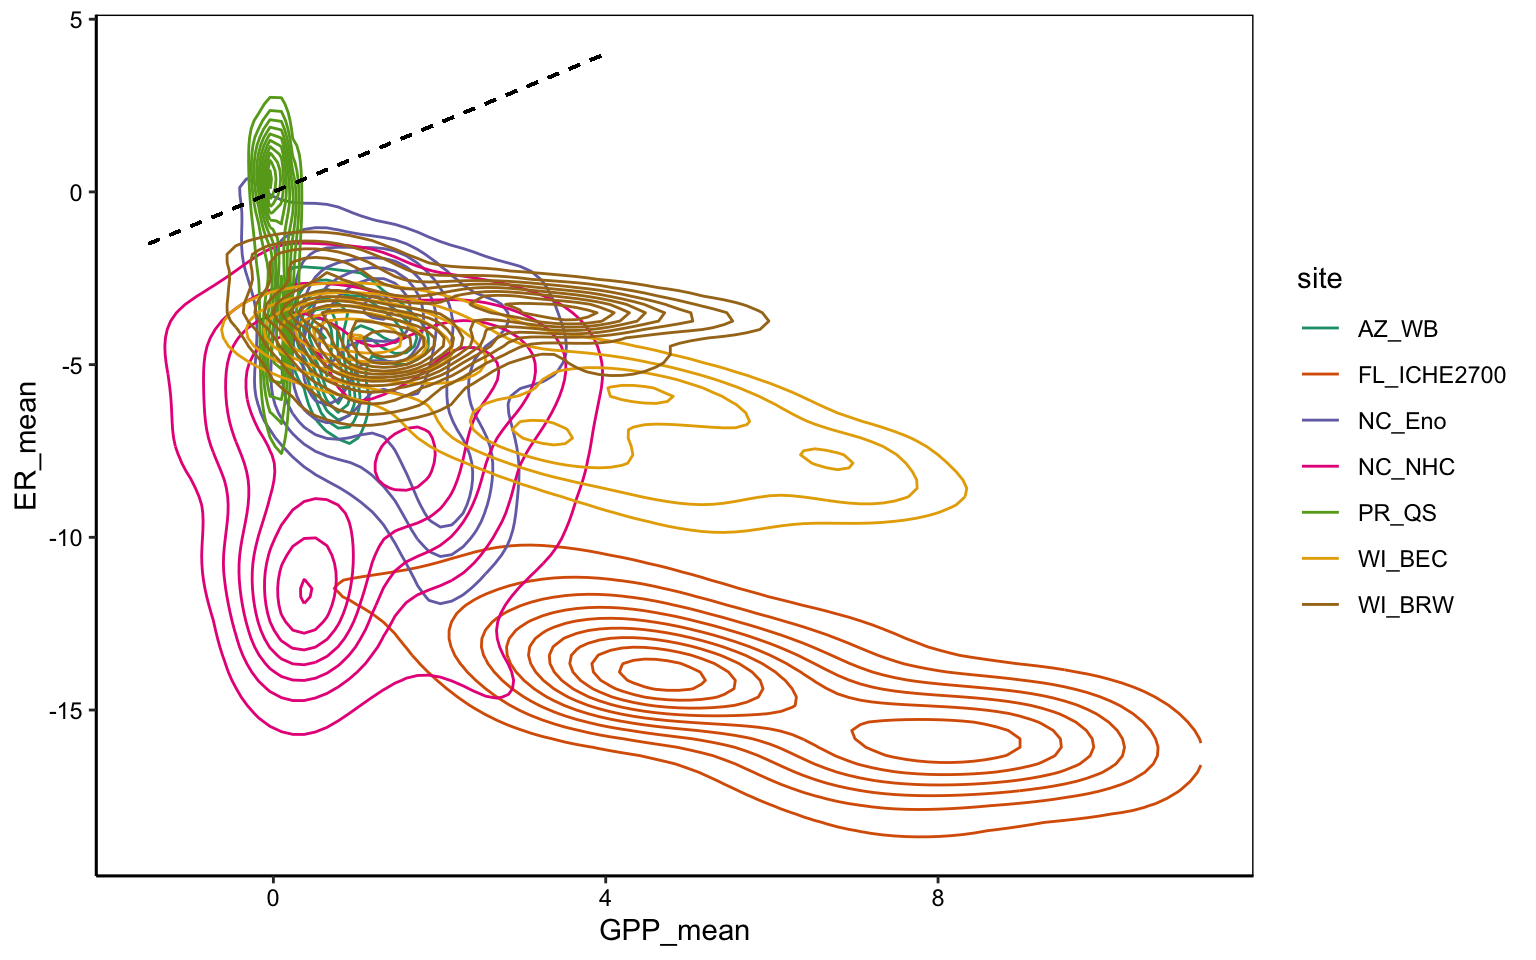 5
0
-5
-10
-15
ER_mean
0 4 8
GPP_mean
site
AZ_WB
FL_ICHE2700
NC_Eno
NC_NHC
PR_QS
WI_BEC
WI_BRW